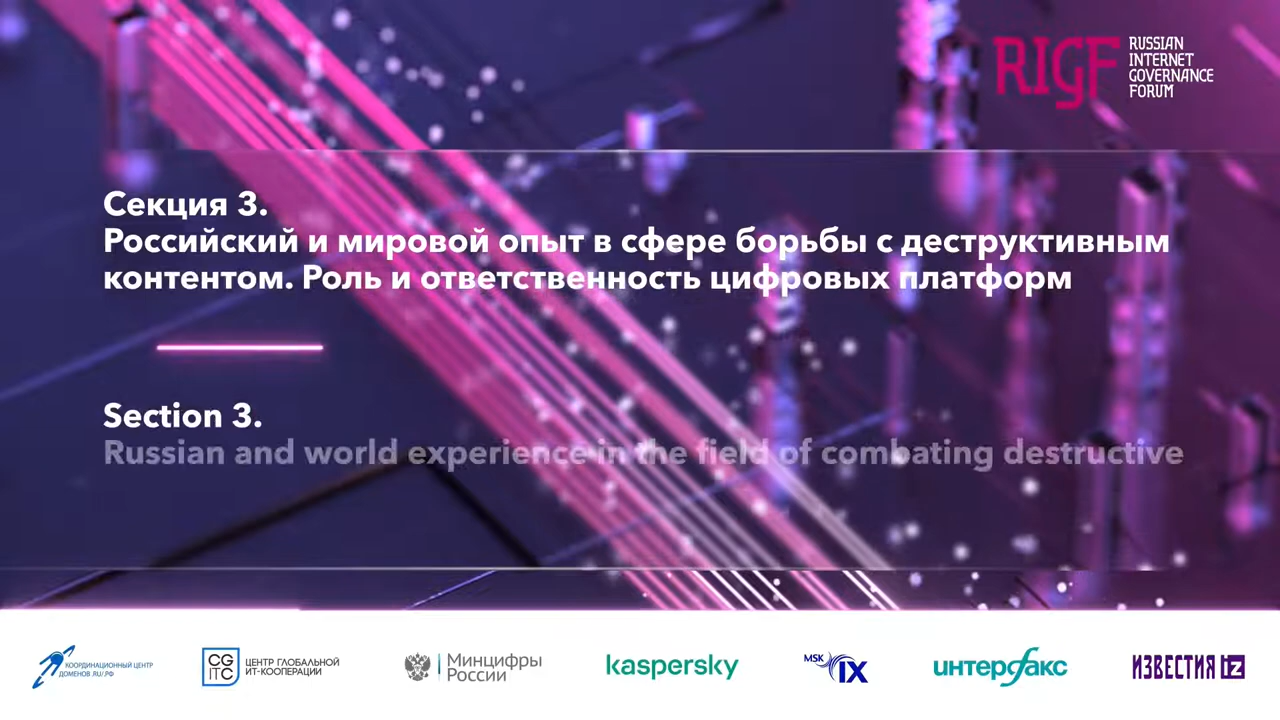 RIGF
RUSSIAN
INTERNET
GOVERNANCE
FORUM
Секция 3.
Российский и мировой опыт в сфере борьбы с деструктивным
контентом. Роль и ответственность цифровых платформ
Section 3.
Russian and world experience in the field of combating destructive
КООРДИНАЦИОННЫЙ ЦЕНТР
ДОМЕНОВ .RU/.РФ
CG
ITC
ЦЕНТР ГЛОБАЛЬНОЙ
ИТ-КООПЕРАЦИИ
Минцифры
России
kaspersky
MSK
IX
интерфакс
ИЗВЕСТИЯ iz